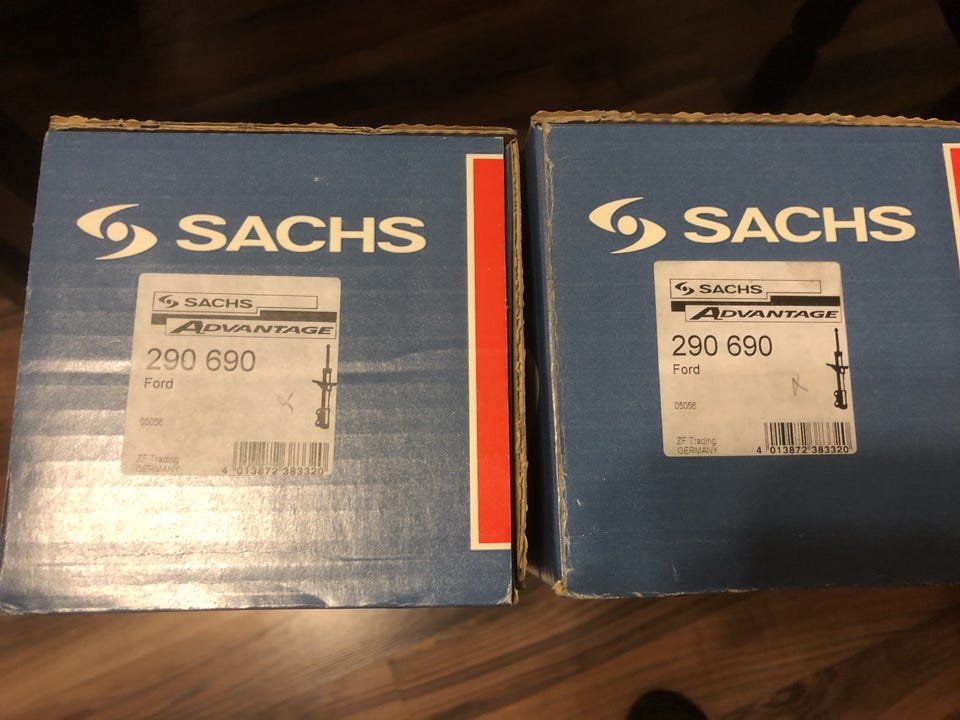 SACHS
SACHS
ADVANTAGE
290 690
Ford
05056
ZF Trading
GERMANY
4 013872 383320
SACHS
SACHS
ADVANTAGE
290 690
Ford
05056
ZF Trading
GERMANY
4 013872 383320